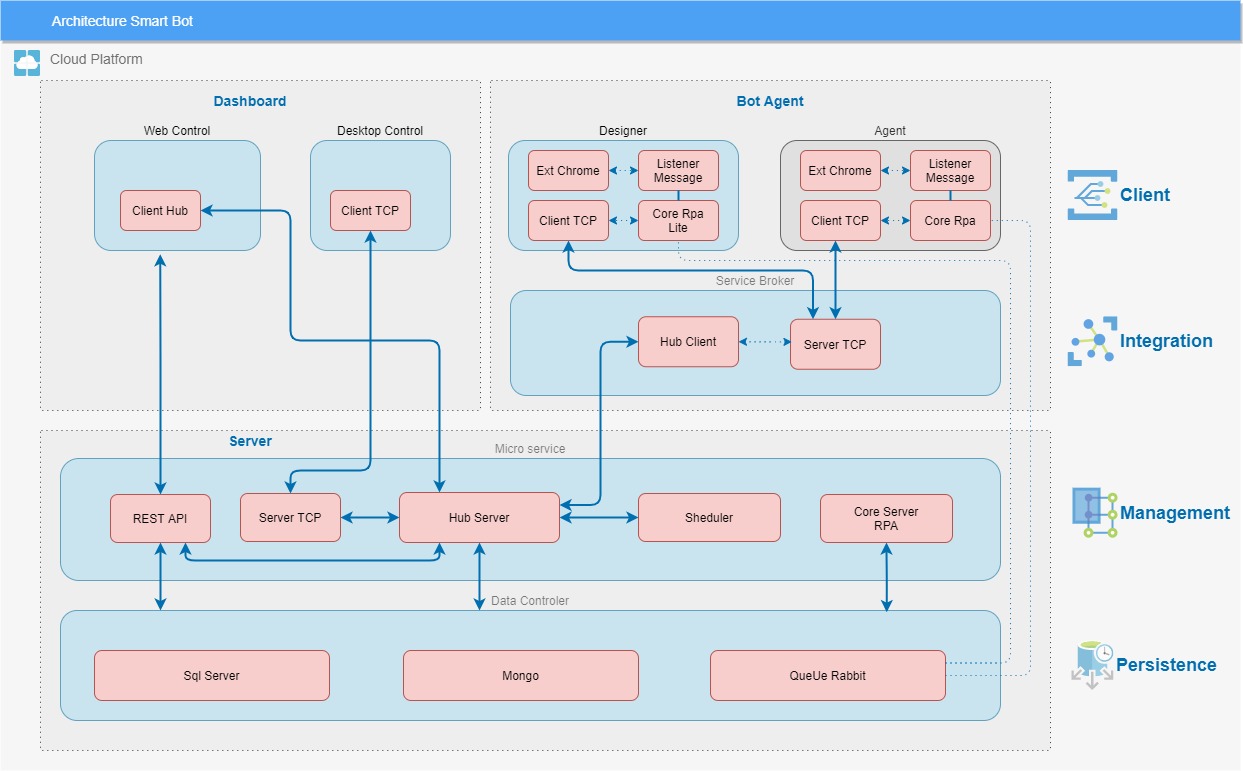 Architecture Smart Bot
Cloud Platform
Dashboard
Bot Agent
Web Control
Desktop Control
Designer
Agent
Client Hub
Client TCP
Ext Chrome
Listener
Message
Client TCP
Core Rpa
Lite
Ext Chrome
Listener
Message
Client TCP
Core Rpa
Client
Service Broker
Hub Client
Server TCP
Integration
Server
Micro service
REST API
Server TCP
Hub Server
Sheduler
Core Server
RPA
Management
Data Controler
Sql Server
Mongo
QueUe Rabbit
Persistence